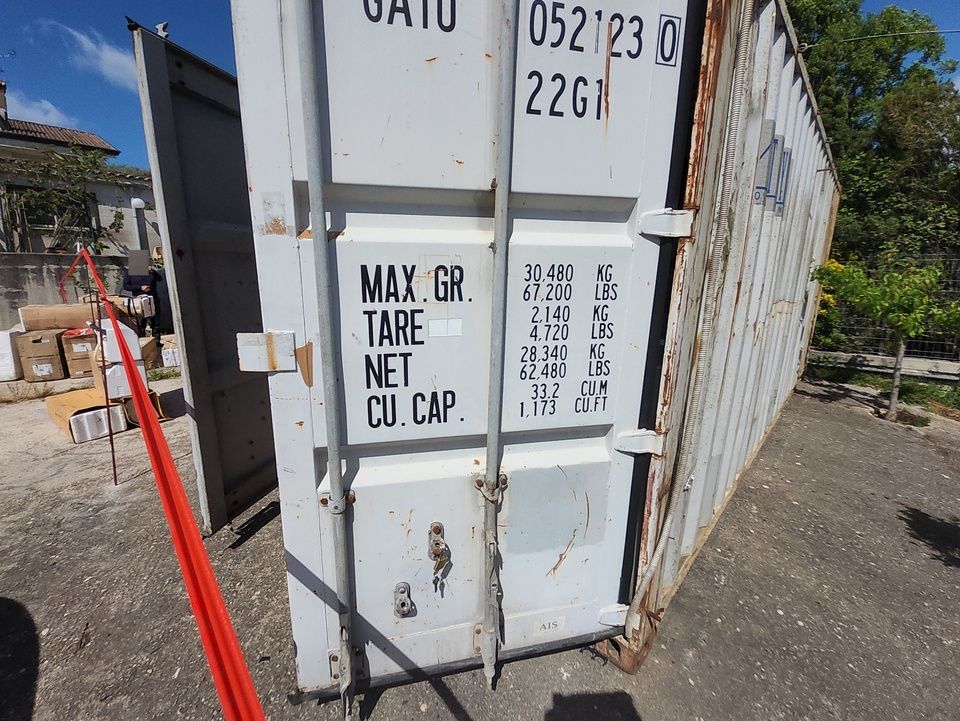 GATU 052123 0
22G1
MAX.GR. 30,480 KG
67,200 LBS
TARE 2,140 KG
4,720 LBS
NET 28,340 KG
62,480 LBS
CU. CAP. 33.2 CU.M
1,173 CU.FT
AIS